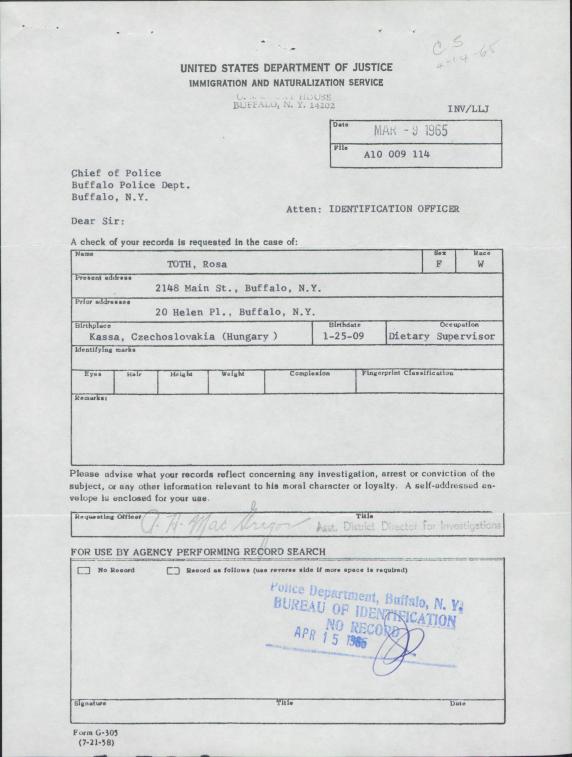 C S
4-14-65
UNITED STATES DEPARTMENT OF JUSTICE
IMMIGRATION AND NATURALIZATION SERVICE
HOUSE
BUFFALO, N. Y. 14202
INV/LLJ
Date
MAR - 9 1965
File
A10 009 114
Chief of Police
Buffalo Police Dept.
Buffalo, N.Y.
Atten: IDENTIFICATION OFFICER
Dear Sir:
A check of your records is requested in the case of:
Name Sex Race
TOTH, Rosa F W
Present address
2148 Main St., Buffalo, N.Y.
Prior addresses
20 Helen Pl., Buffalo, N.Y.
Birthplace Birthdate Occupation
Kassa, Czechoslovakia (Hungary ) 1-25-09 Dietary Supervisor
Identifying marks
Eyes Hair Height Weight Complexion Fingerprint Classification
Remarks:
Please advise what your records reflect concerning any investigation, arrest or conviction of the
subject, or any other information relevant to his moral character or loyalty. A self-addressed en-
velope is enclosed for your use.
Requesting Officer Title
Mac Gregor Asst. District Director for Investigations
FOR USE BY AGENCY PERFORMING RECORD SEARCH
No Record Record as follows (use reverse side if more space is required)
Police Department, Buffalo, N. Y.
BUREAU OF IDENTIFICATION
NO RECORD
APR 15 1965
Signature Title Date
Form G-305
(7-21-58)